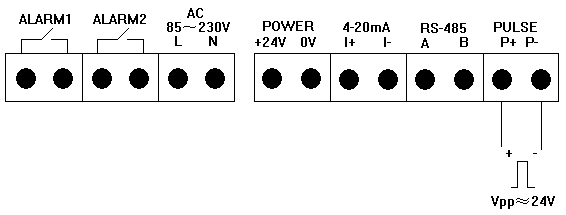 ALARM1 ALARM2 AC POWER 4-20mA RS-485 PULSE
85～230V
L N +24V 0V I+ I- A B P+ P-
+ -
Vpp≈24V